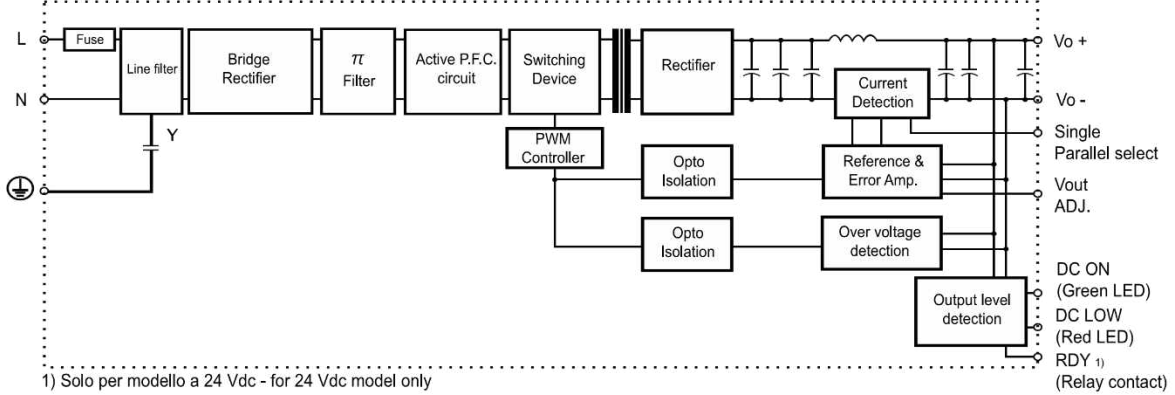 L
Fuse
Line filter
Bridge
Rectifier
π
Filter
Active P.F.C.
circuit
Switching
Device
Rectifier
Vo +
N
Current
Detection
Vo -
Y
PWM
Controller
Single
Parallel select
Opto
Isolation
Reference &
Error Amp.
Vout
ADJ.
Opto
Isolation
Over voltage
detection
Output level
detection
DC ON
(Green LED)
DC LOW
(Red LED)
RDY 1)
(Relay contact)
1) Solo per modello a 24 Vdc - for 24 Vdc model only